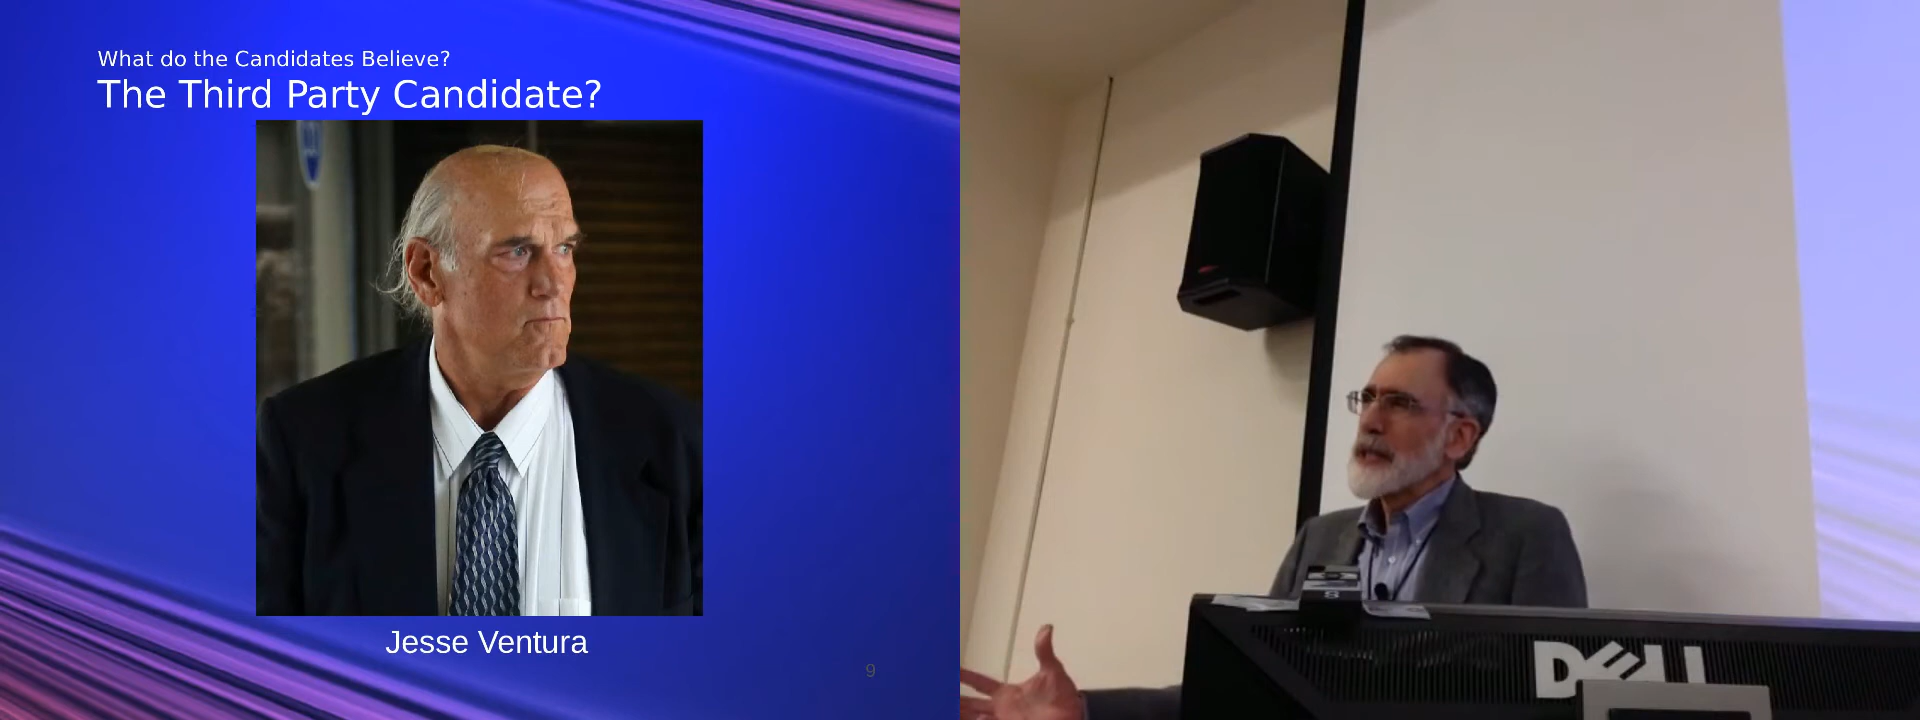 What do the Candidates Believe?
The Third Party Candidate?
Jesse Ventura
9
DELL